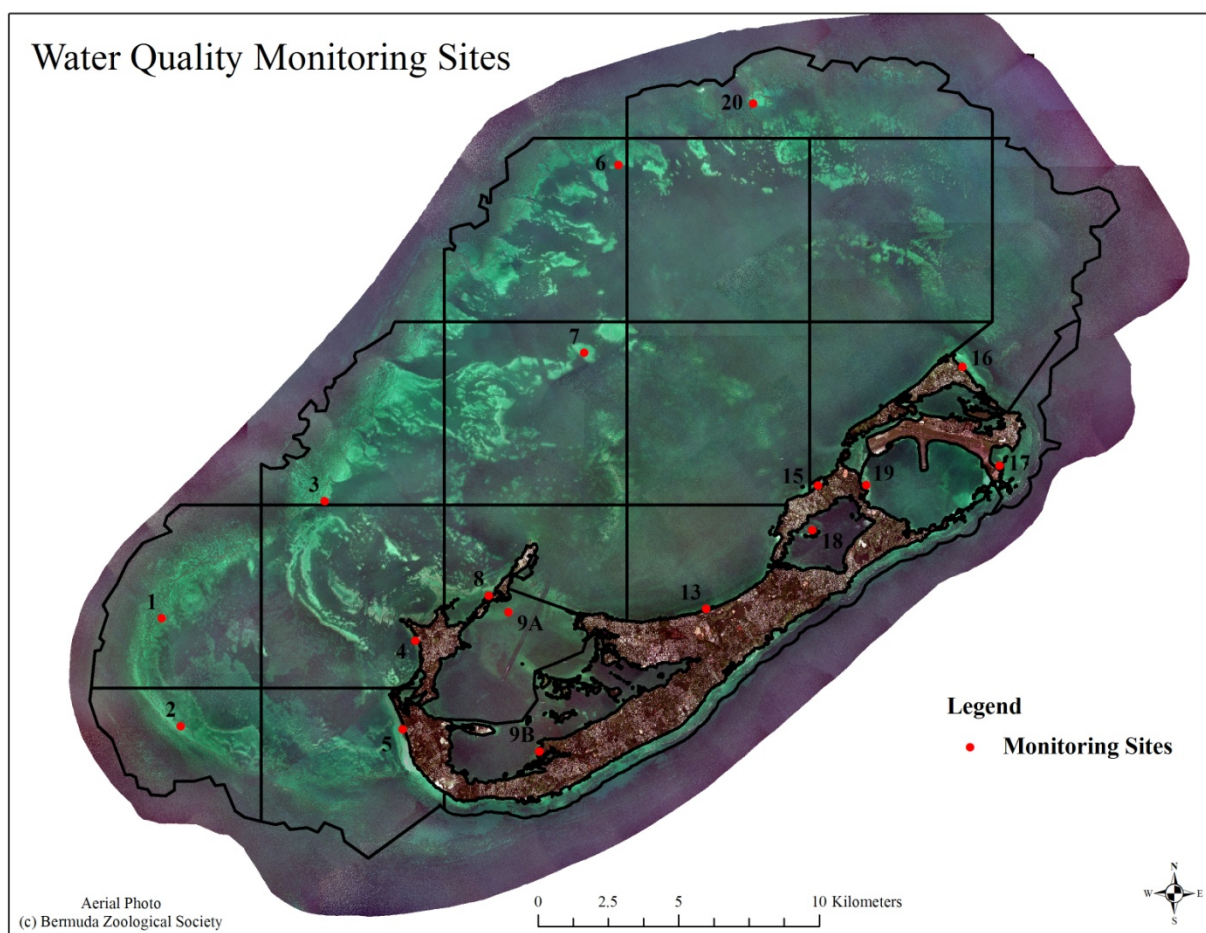 Water Quality Monitoring Sites
20
6
7
16
3
17
15
19
18
1
8
13
9A
4
2
5
9B
Legend
Monitoring Sites
Aerial Photo
(c) Bermuda Zoological Society
0 2.5 5 10 Kilometers
N
W E
S